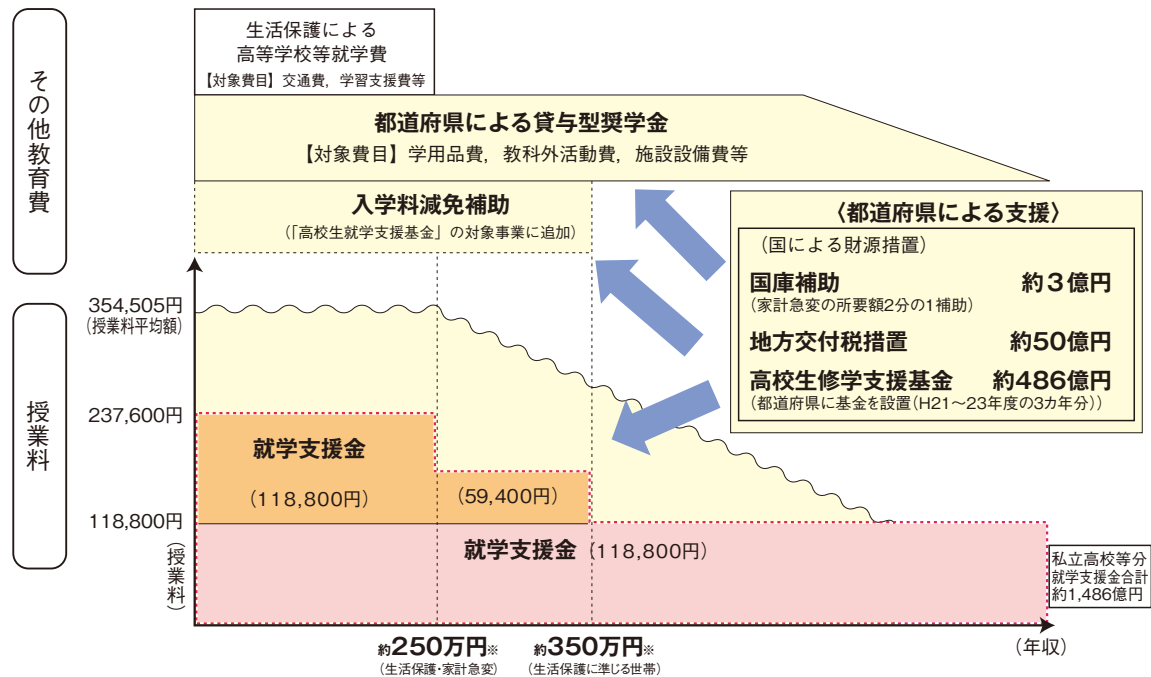 その他教育費
生活保護による
高等学校等就学費
【対象費目】交通費，学習支援費等
都道府県による貸与型奨学金
【対象費目】学用品費，教科外活動費，施設設備費等
入学料減免補助
（「高校生就学支援基金」の対象事業に追加）
〈都道府県による支援〉
（国による財源措置）
国庫補助 約３億円
（家計急変の所要額2分の1補助）
地方交付税措置 約50億円
高校生修学支援基金 約486億円
（都道府県に基金を設置（H21～23年度の3カ年分））
授業料
354,505円
（授業料平均額）
237,600円
118,800円
（授業料）
就学支援金
（118,800円）
（59,400円）
就学支援金（118,800円）
私立高校等分
就学支援金合計
約1,486億円
約250万円※
（生活保護・家計急変）
約350万円※
（生活保護に準じる世帯）
（年収）